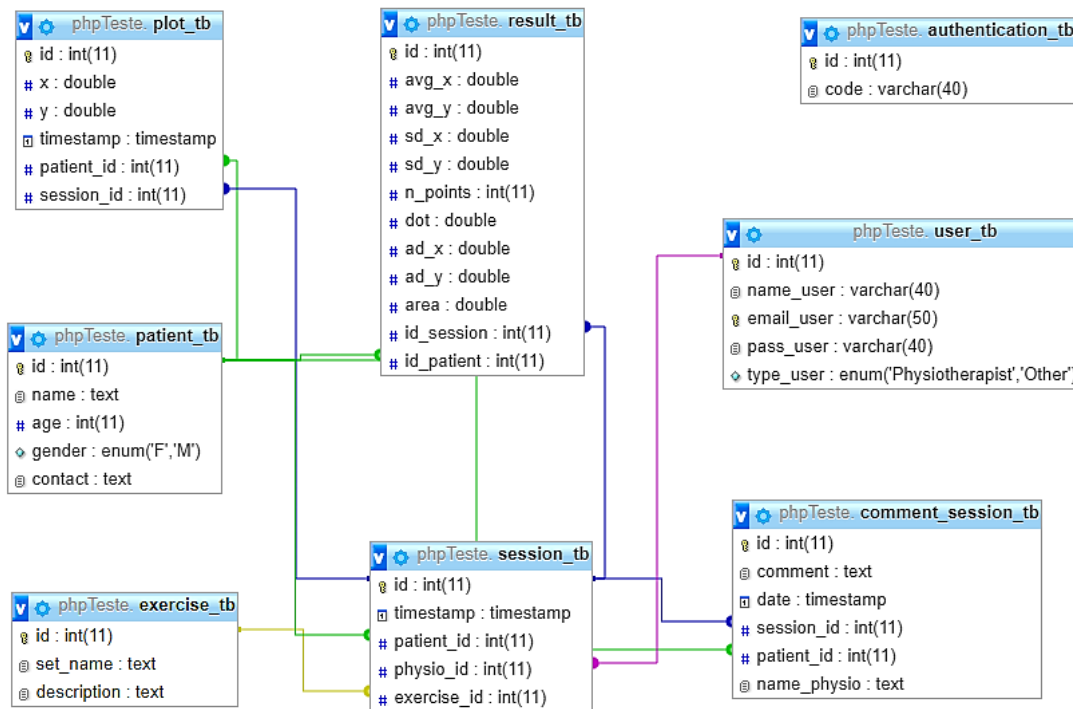 phpTeste. plot_tb
id : int(11)
x : double
y : double
timestamp : timestamp
patient_id : int(11)
session_id : int(11)
phpTeste. result_tb
id : int(11)
avg_x : double
avg_y : double
sd_x : double
sd_y : double
n_points : int(11)
dot : double
ad_x : double
ad_y : double
area : double
id_session : int(11)
id_patient : int(11)
phpTeste. authentication_tb
id : int(11)
code : varchar(40)
phpTeste. user_tb
id : int(11)
name_user : varchar(40)
email_user : varchar(50)
pass_user : varchar(40)
type_user : enum('Physiotherapist','Other')
phpTeste. patient_tb
id : int(11)
name : text
age : int(11)
gender : enum('F','M')
contact : text
phpTeste. exercise_tb
id : int(11)
set_name : text
description : text
phpTeste. session_tb
id : int(11)
timestamp : timestamp
patient_id : int(11)
physio_id : int(11)
exercise_id : int(11)
phpTeste. comment_session_tb
id : int(11)
comment : text
date : timestamp
session_id : int(11)
patient_id : int(11)
name_physio : text